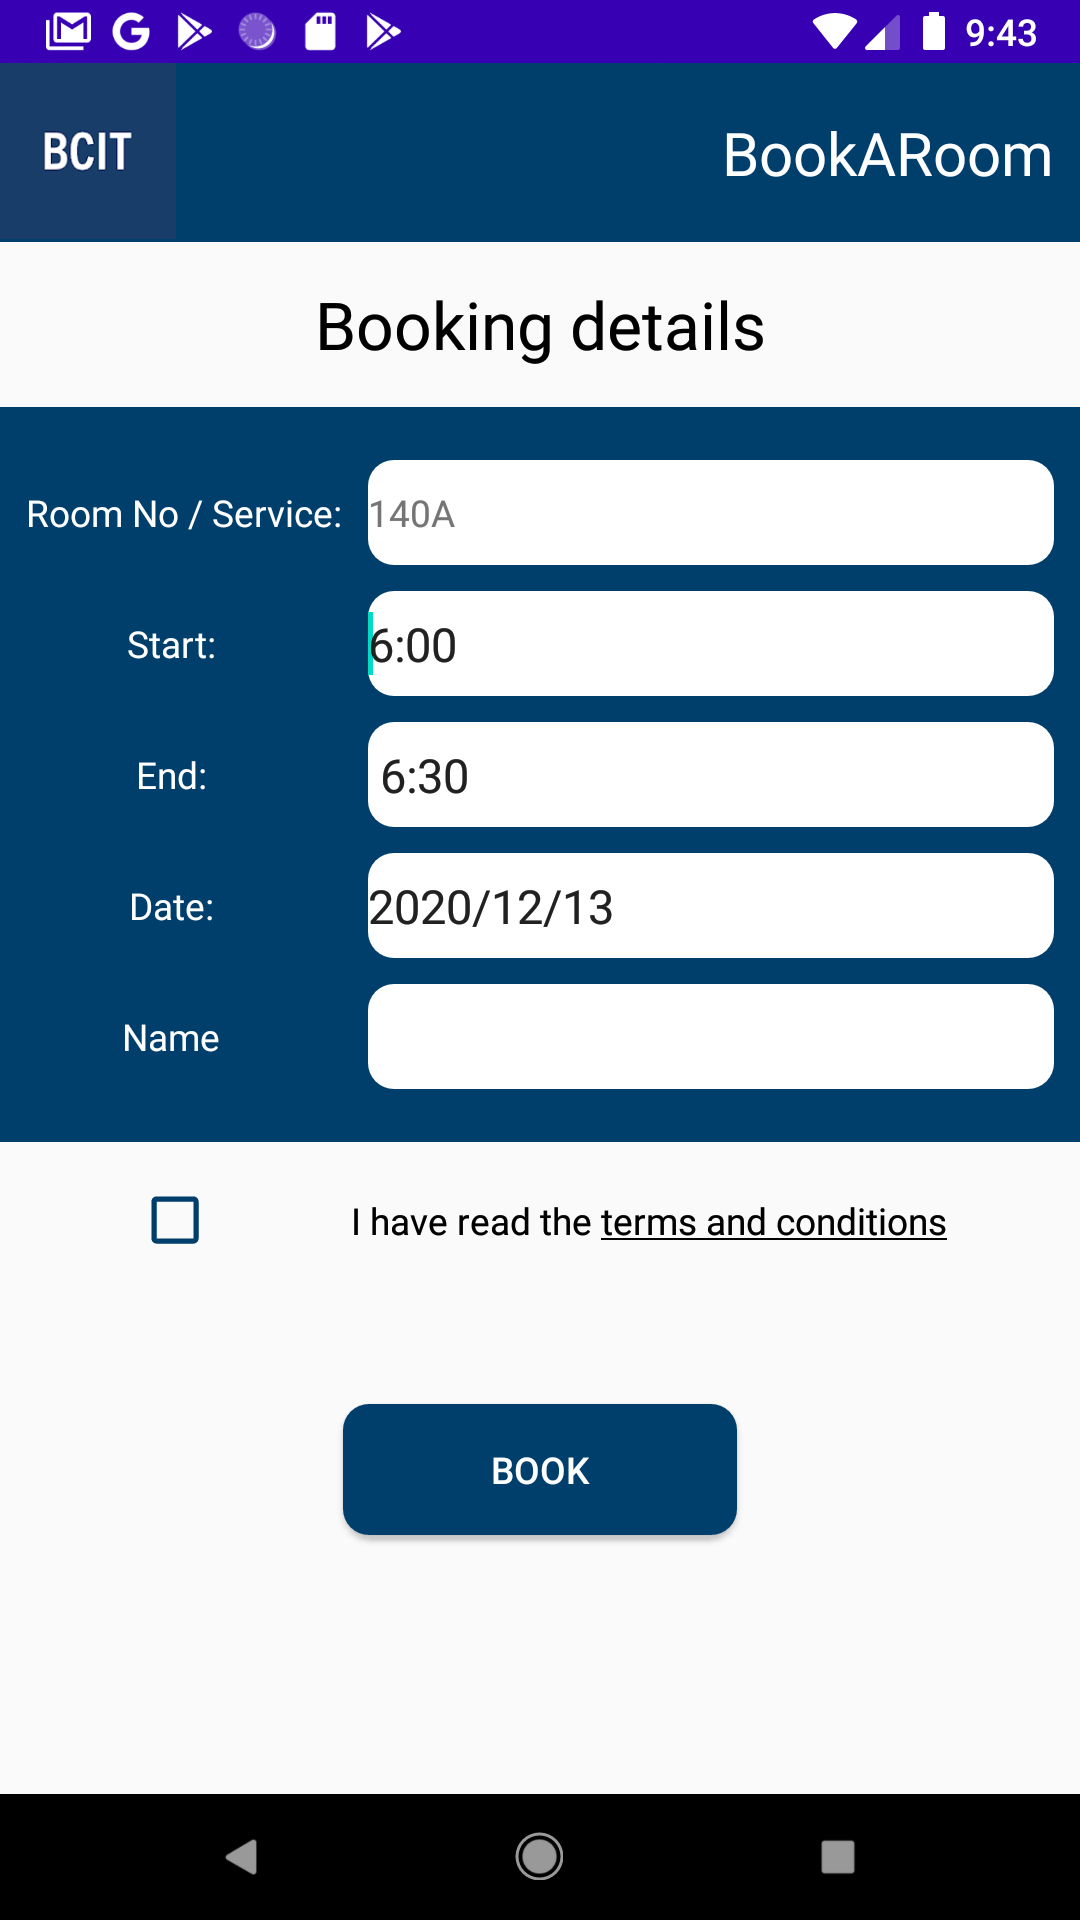 9:43
BCIT
BookARoom
Booking details
Room No / Service: 140A
Start: 6:00
End: 6:30
Date: 2020/12/13
Name
I have read the terms and conditions
BOOK